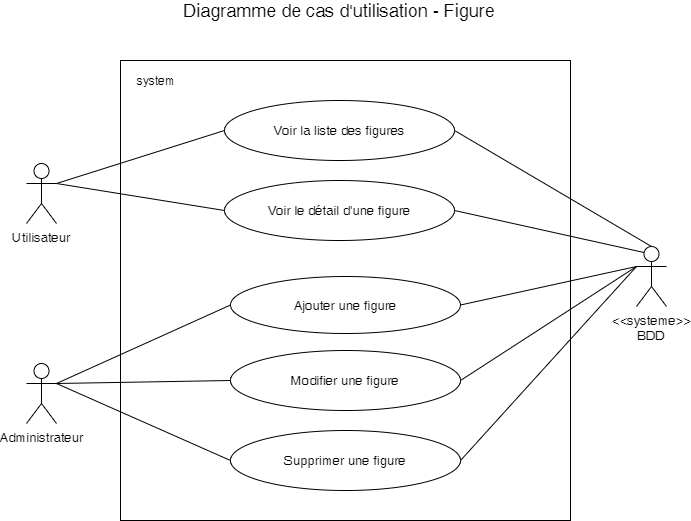 Diagramme de cas d'utilisation - Figure
system
Voir la liste des figures
Voir le détail d'une figure
Utilisateur
Ajouter une figure
<<systeme>>
BDD
Modifier une figure
Administrateur
Supprimer une figure